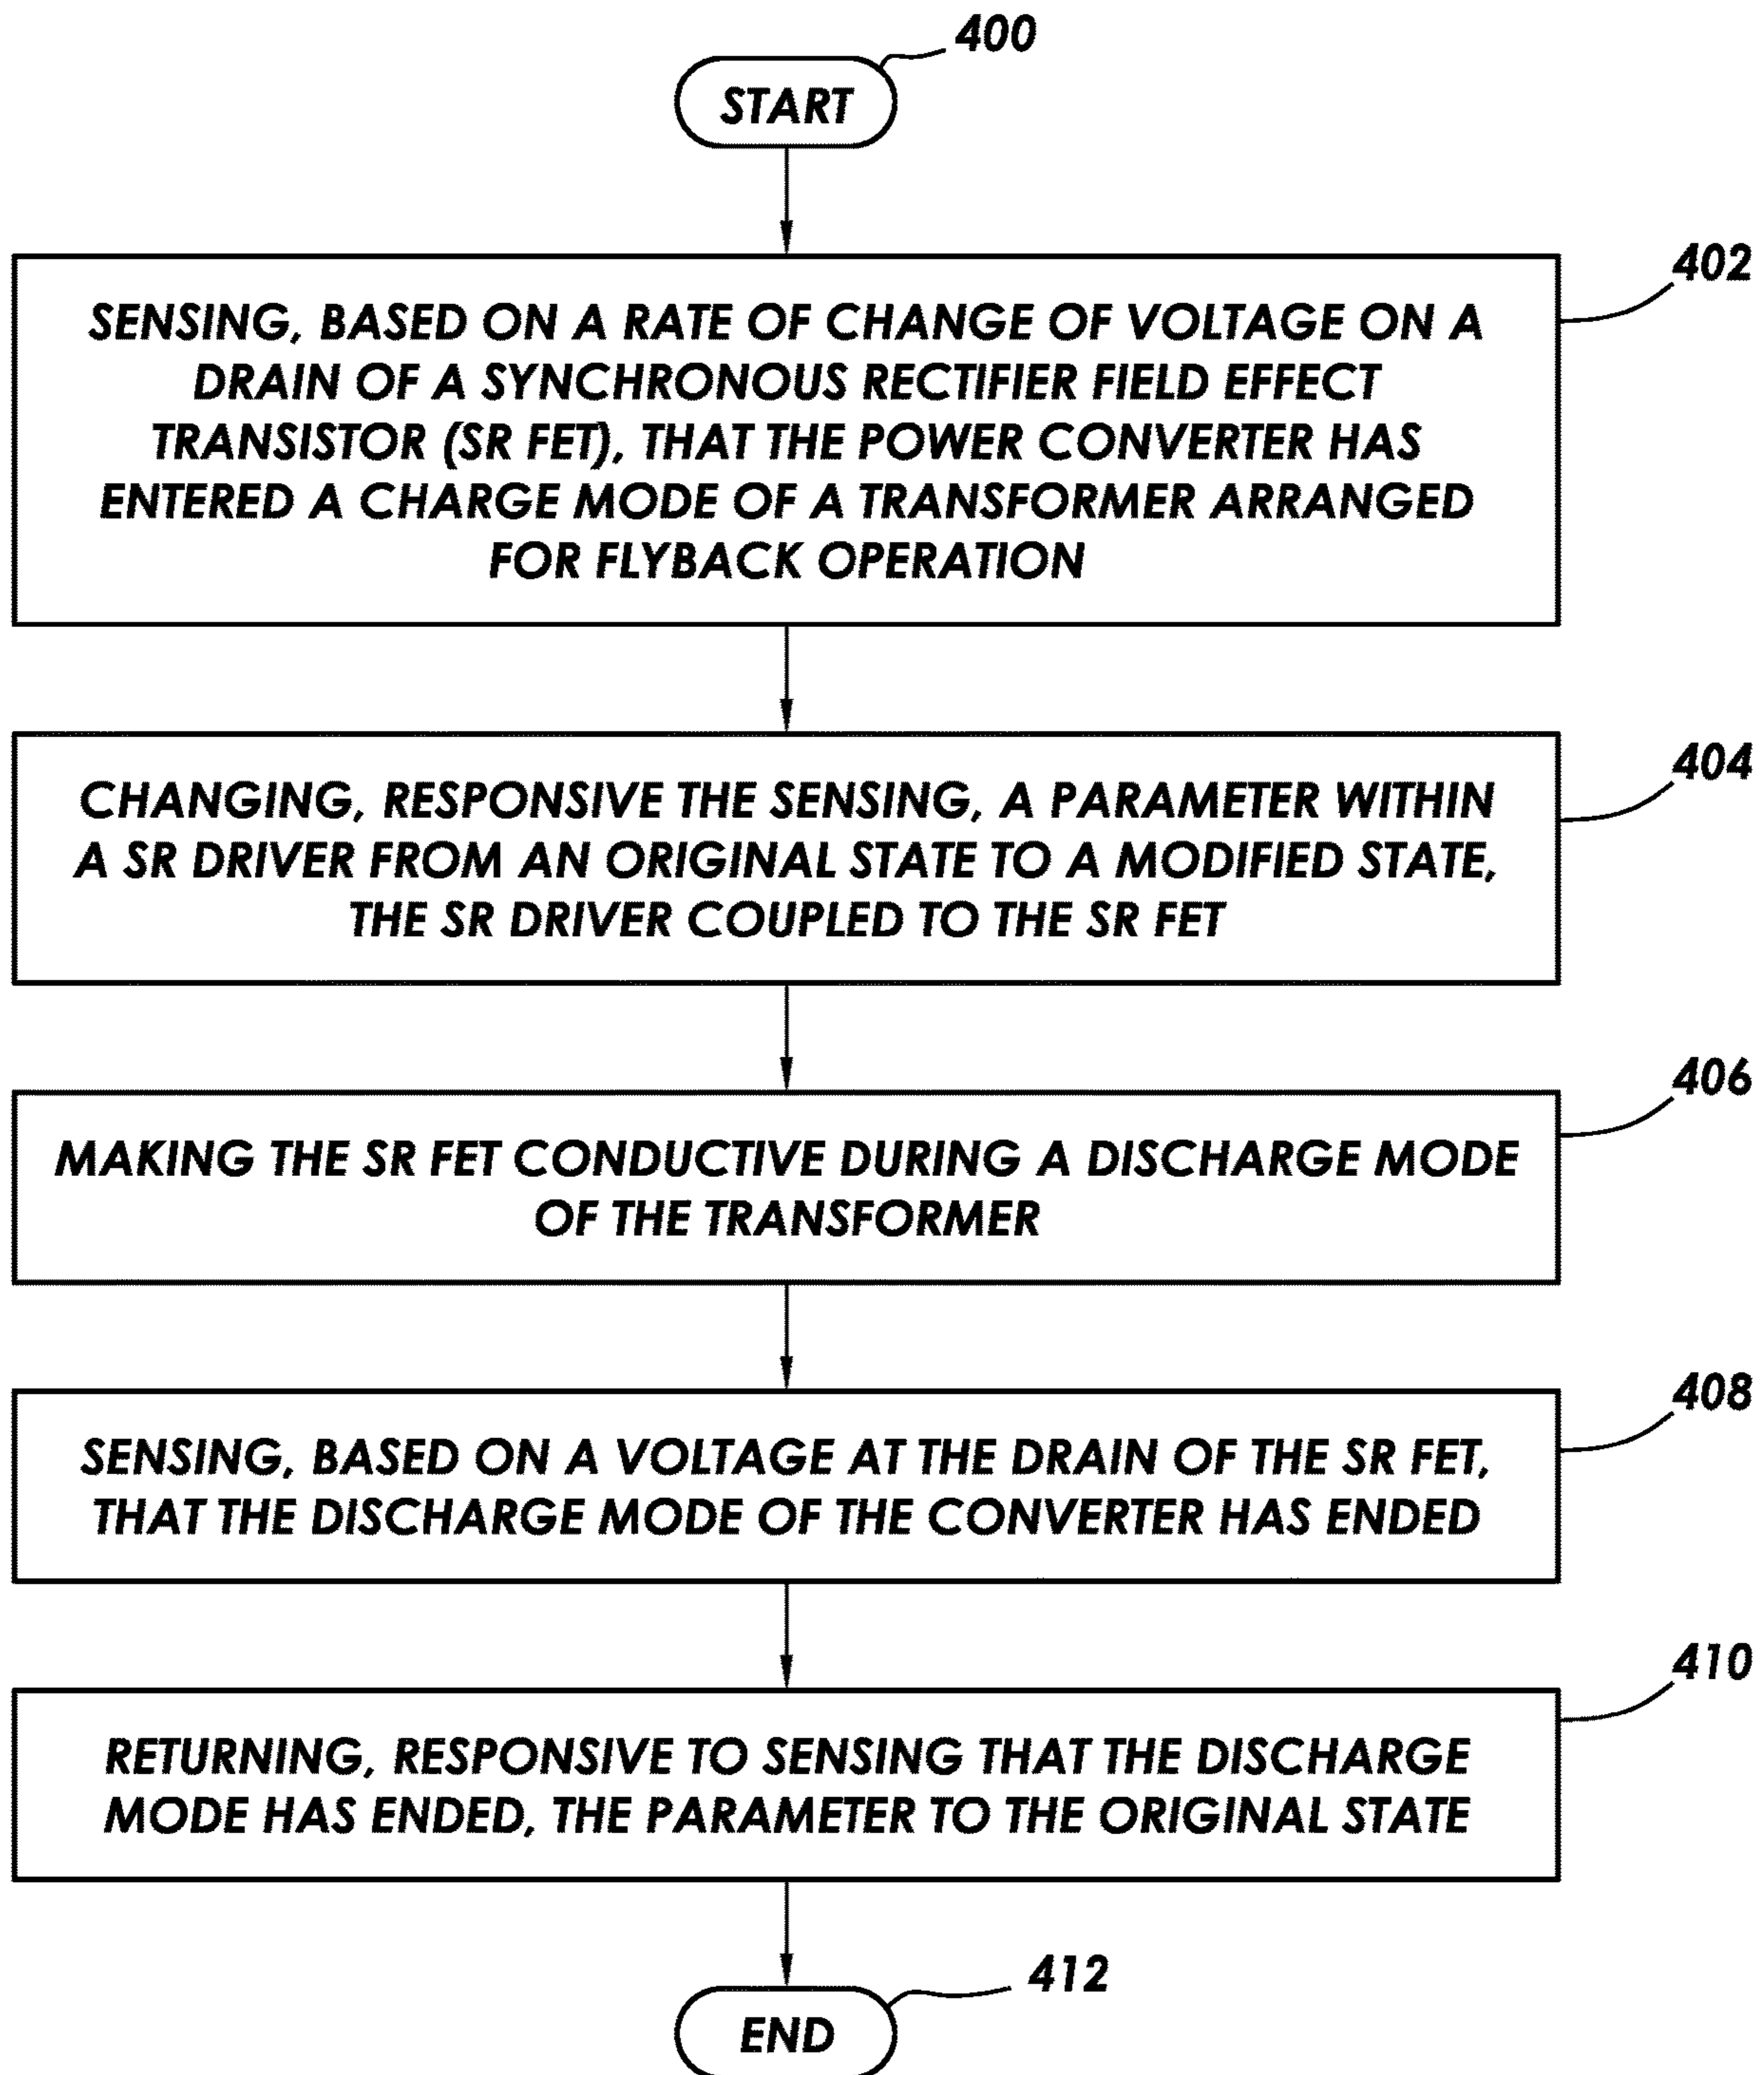 400
START
402
SENSING, BASED ON A RATE OF CHANGE OF VOLTAGE ON A
DRAIN OF A SYNCHRONOUS RECTIFIER FIELD EFFECT
TRANSISTOR (SR FET), THAT THE POWER CONVERTER HAS
ENTERED A CHARGE MODE OF A TRANSFORMER ARRANGED
FOR FLYBACK OPERATION
404
CHANGING, RESPONSIVE THE SENSING, A PARAMETER WITHIN
A SR DRIVER FROM AN ORIGINAL STATE TO A MODIFIED STATE,
THE SR DRIVER COUPLED TO THE SR FET
406
MAKING THE SR FET CONDUCTIVE DURING A DISCHARGE MODE
OF THE TRANSFORMER
408
SENSING, BASED ON A VOLTAGE AT THE DRAIN OF THE SR FET,
THAT THE DISCHARGE MODE OF THE CONVERTER HAS ENDED
410
RETURNING, RESPONSIVE TO SENSING THAT THE DISCHARGE
MODE HAS ENDED, THE PARAMETER TO THE ORIGINAL STATE
412
END